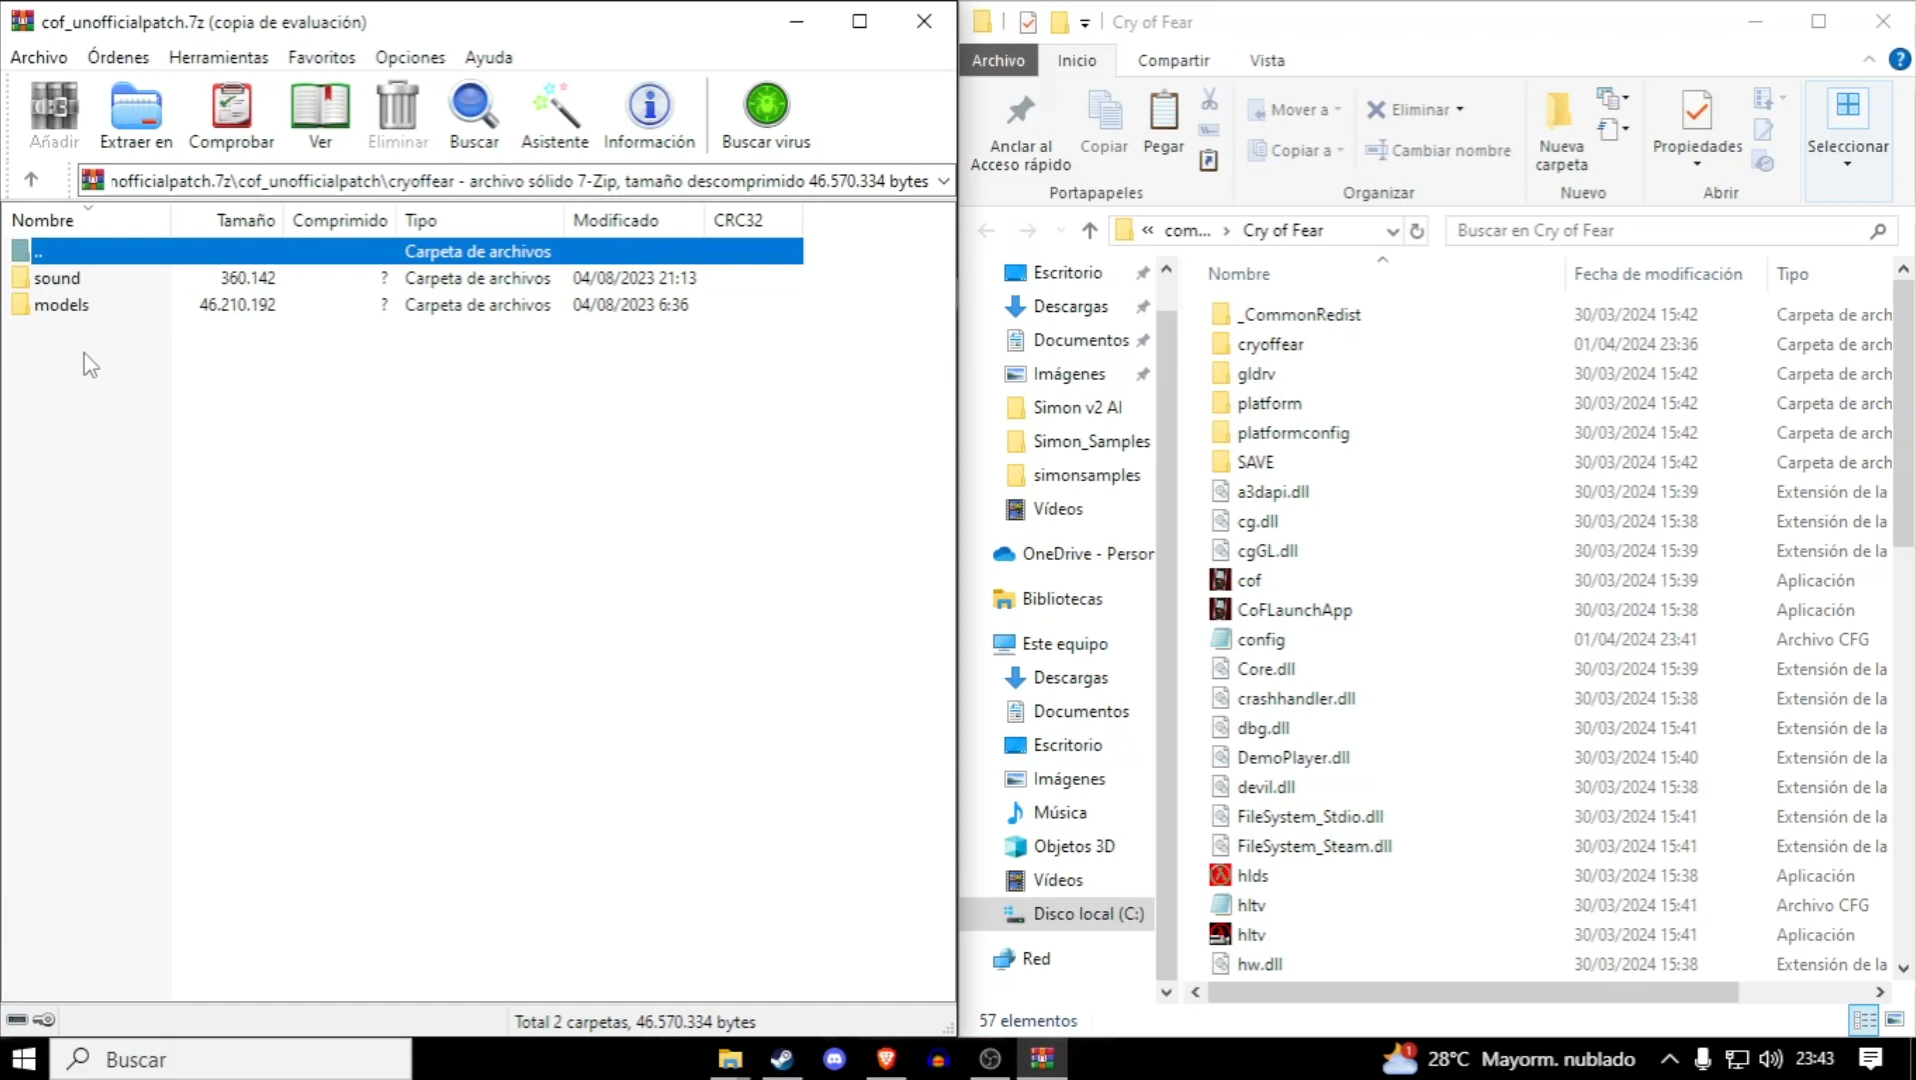 cof_unofficialpatch.7z (copia de evaluación)
Archivo Órdenes Herramientas Favoritos Opciones Ayuda
Añadir Extraer en Comprobar Ver Eliminar Buscar Asistente Información Buscar virus
nofficialpatch.7z\cof_unofficialpatch\cryoffear - archivo sólido 7-Zip, tamaño descomprimido 46.570.334 bytes
Nombre Tamaño Comprimido Tipo Modificado CRC32
.. Carpeta de archivos
sound 360.142 ? Carpeta de archivos 04/08/2023 21:13
models 46.210.192 ? Carpeta de archivos 04/08/2023 6:36
Total 2 carpetas, 46.570.334 bytes
Cry of Fear
Archivo Inicio Compartir Vista
Anclar al
Acceso rápido
Copiar
Pegar
Portapapeles
Mover a
Copiar a
Eliminar
Cambiar nombre
Organizar
Nueva
carpeta
Nuevo
Propiedades
Abrir
Seleccionar
« com... › Cry of Fear
Buscar en Cry of Fear
Escritorio
Descargas
Documentos
Imágenes
Simon v2 AI
Simon_Samples
simonsamples
Vídeos
OneDrive - Person
Bibliotecas
Este equipo
Descargas
Documentos
Escritorio
Imágenes
Música
Objetos 3D
Vídeos
Disco local (C:)
Red
Nombre Fecha de modificación Tipo
_CommonRedist 30/03/2024 15:42 Carpeta de arch
cryoffear 01/04/2024 23:36 Carpeta de arch
gldrv 30/03/2024 15:42 Carpeta de arch
platform 30/03/2024 15:42 Carpeta de arch
platformconfig 30/03/2024 15:42 Carpeta de arch
SAVE 30/03/2024 15:42 Carpeta de arch
a3dapi.dll 30/03/2024 15:39 Extensión de la
cg.dll 30/03/2024 15:38 Extensión de la
cgGL.dll 30/03/2024 15:39 Extensión de la
cof 30/03/2024 15:39 Aplicación
CoFLaunchApp 30/03/2024 15:38 Aplicación
config 01/04/2024 23:41 Archivo CFG
Core.dll 30/03/2024 15:39 Extensión de la
crashhandler.dll 30/03/2024 15:38 Extensión de la
dbg.dll 30/03/2024 15:41 Extensión de la
DemoPlayer.dll 30/03/2024 15:40 Extensión de la
devil.dll 30/03/2024 15:38 Extensión de la
FileSystem_Stdio.dll 30/03/2024 15:41 Extensión de la
FileSystem_Steam.dll 30/03/2024 15:41 Extensión de la
hlds 30/03/2024 15:38 Aplicación
hltv 30/03/2024 15:41 Archivo CFG
hltv 30/03/2024 15:41 Aplicación
hw.dll 30/03/2024 15:38 Extensión de la
57 elementos
Buscar
1
28°C Mayorm. nublado
23:43